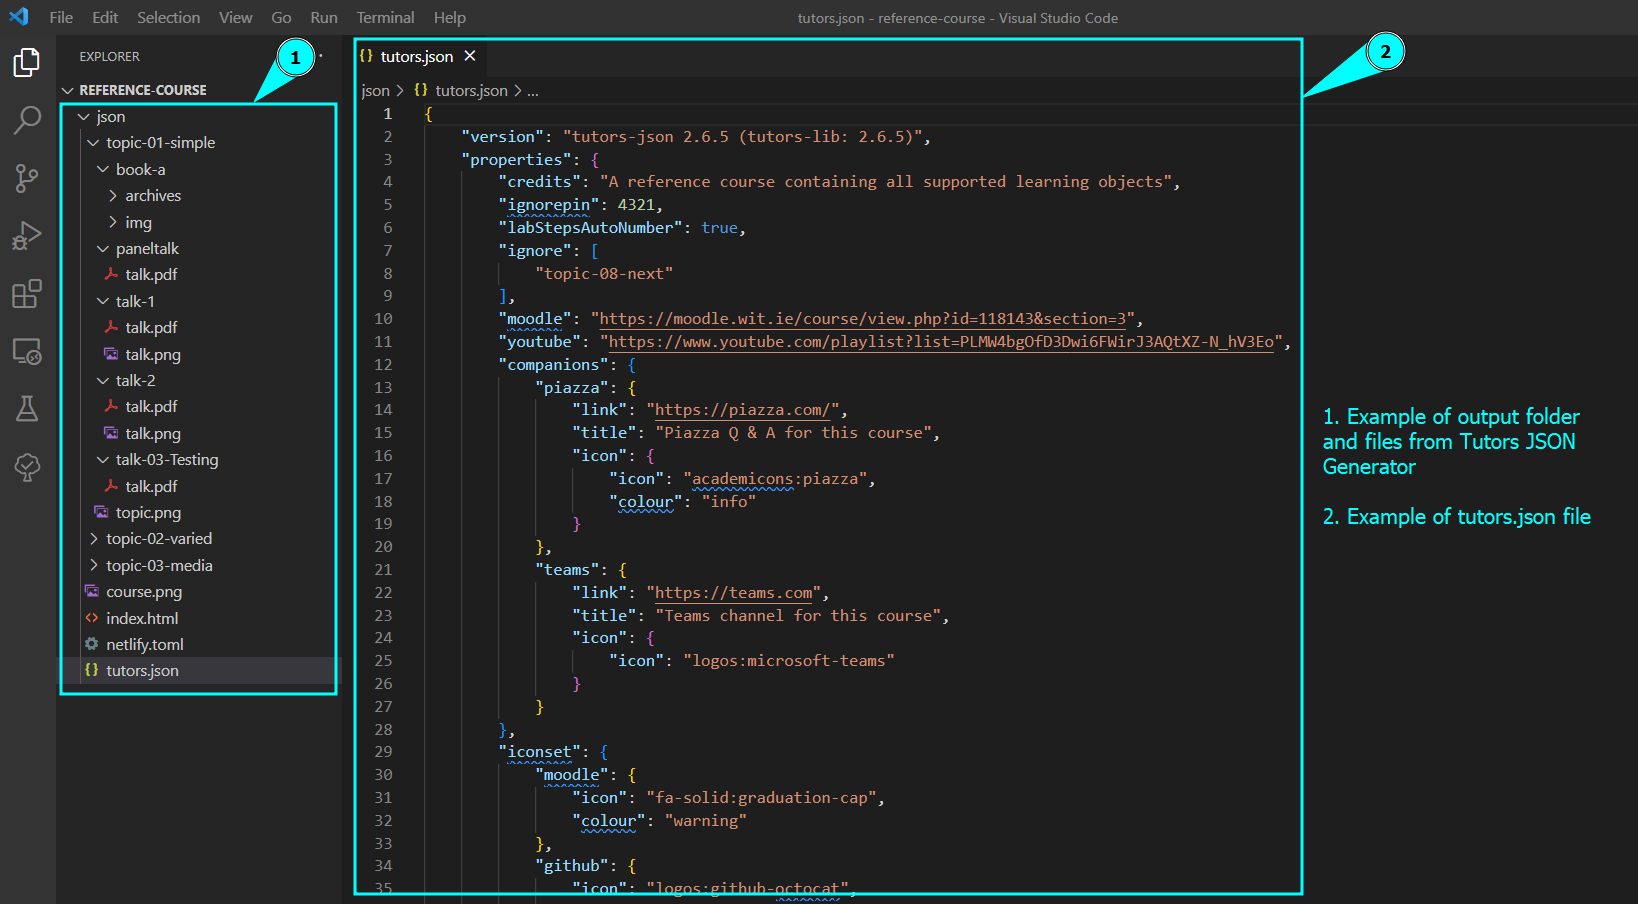 File Edit Selection View Go Run Terminal Help
tutors.json - reference-course - Visual Studio Code
EXPLORER
1
REFERENCE-COURSE
json
topic-01-simple
book-a
archives
img
paneltalk
talk.pdf
talk-1
talk.pdf
talk.png
talk-2
talk.pdf
talk.png
talk-03-Testing
talk.pdf
topic.png
topic-02-varied
topic-03-media
course.png
index.html
netlify.toml
{} tutors.json
{} tutors.json
2
json > {} tutors.json > ...
1 {
2 "version": "tutors-json 2.6.5 (tutors-lib: 2.6.5)",
3 "properties": {
4 "credits": "A reference course containing all supported learning objects",
5 "ignorepin": 4321,
6 "labStepsAutoNumber": true,
7 "ignore": [
8 "topic-08-next"
9 ],
10 "moodle": "https://moodle.wit.ie/course/view.php?id=118143&section=3",
11 "youtube": "https://www.youtube.com/playlist?list=PLMW4bgOfD3Dwi6FWirJ3AQtXZ-N_hV3Eo",
12 "companions": {
13 "piazza": {
14 "link": "https://piazza.com/",
15 "title": "Piazza Q & A for this course",
16 "icon": {
17 "icon": "academicons:piazza",
18 "colour": "info"
19 }
20 },
21 "teams": {
22 "link": "https://teams.com",
23 "title": "Teams channel for this course",
24 "icon": {
25 "icon": "logos:microsoft-teams"
26 }
27 }
28 },
29 "iconset": {
30 "moodle": {
31 "icon": "fa-solid:graduation-cap",
32 "colour": "warning"
33 },
34 "github": {
35 "icon": "logos:github-octocat",
1. Example of output folder
and files from Tutors JSON
Generator
2. Example of tutors.json file